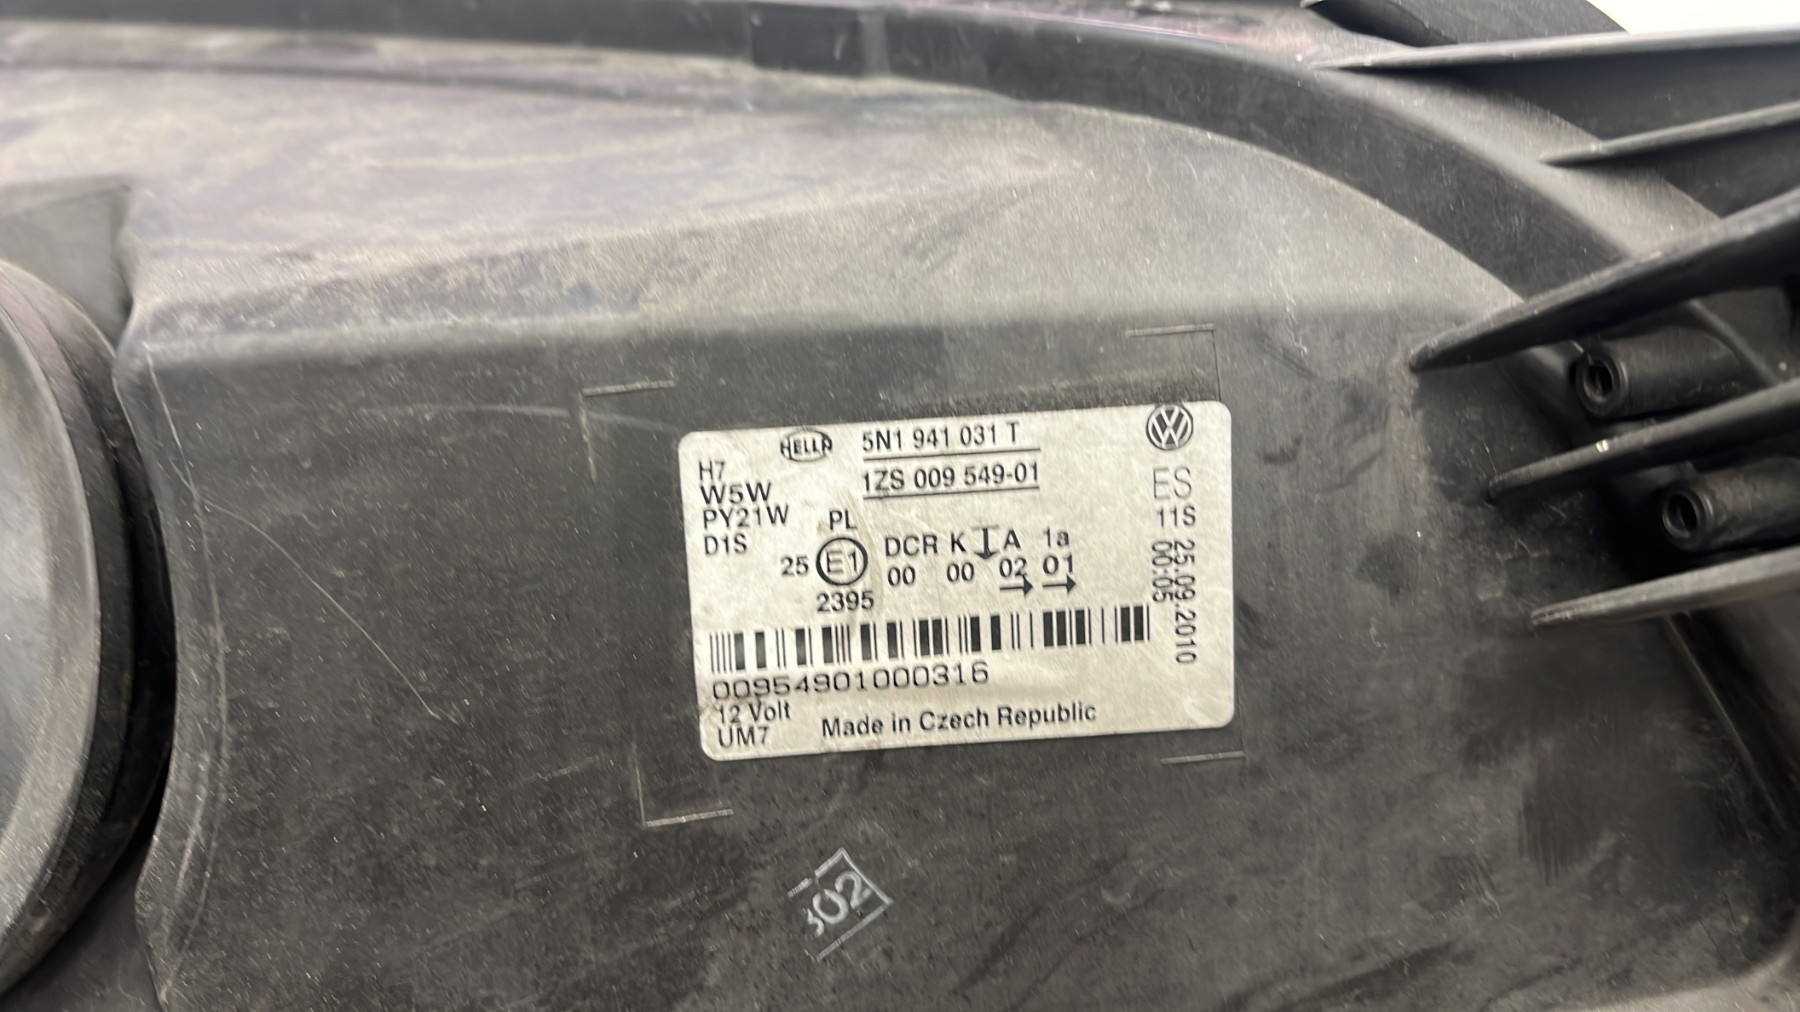 HELLA
5N1 941 031 T
1ZS 009 549-01
H7
W5W
PY21W
D1S
PL
25 E1
2395
DCR K A 1a
00 00 02 01
ES
11S
25.09.2010
00:05
00954901000316
12 Volt
UM7
Made in Czech Republic
302